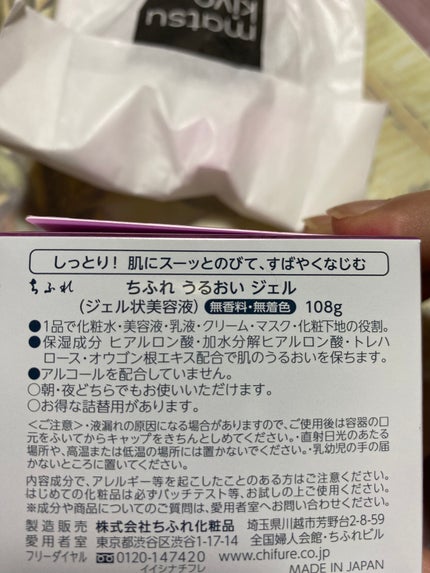 matsu
kiyo
しっとり! 肌にスーッとのびて、すばやくなじむ
ちふれ ちふれ うるおい ジェル
(ジェル状美容液) 無香料・無着色 108g
●1品で化粧水・美容液・乳液・クリーム・マスク・化粧下地の役割。
●保湿成分 ヒアルロン酸・加水分解ヒアルロン酸・トレハ
ロース・オウゴン根エキス配合で肌のうるおいを保ちます。
●アルコールを配合していません。
○朝・夜どちらでもお使いいただけます。
○お得な詰替用があります。
<ご注意>・液漏れの原因になる場合がありますので、ご使用後は容器の口
元をふいてからキャップをきちんとしめてください。・直射日光のあたる
場所や、高温または低温の場所には置かないでください。・乳幼児の手の届
かないところに置いてください。
内容成分で、アレルギー等を起こしたことのある方はご注意ください。
はじめての化粧品は必ずパッチテスト等、お試しの上ご使用ください。
※成分や商品についてのご質問は、愛用者室へお問い合わせください。
製造販売 株式会社ちふれ化粧品 埼玉県川越市芳野台2-8-59
愛用者室 東京都渋谷区渋谷1-17-14 全国婦人会館・ちふれビル
フリーダイヤル 0120-147420 www.chifure.co.jp
イイシナチフレ MADE IN JAPAN